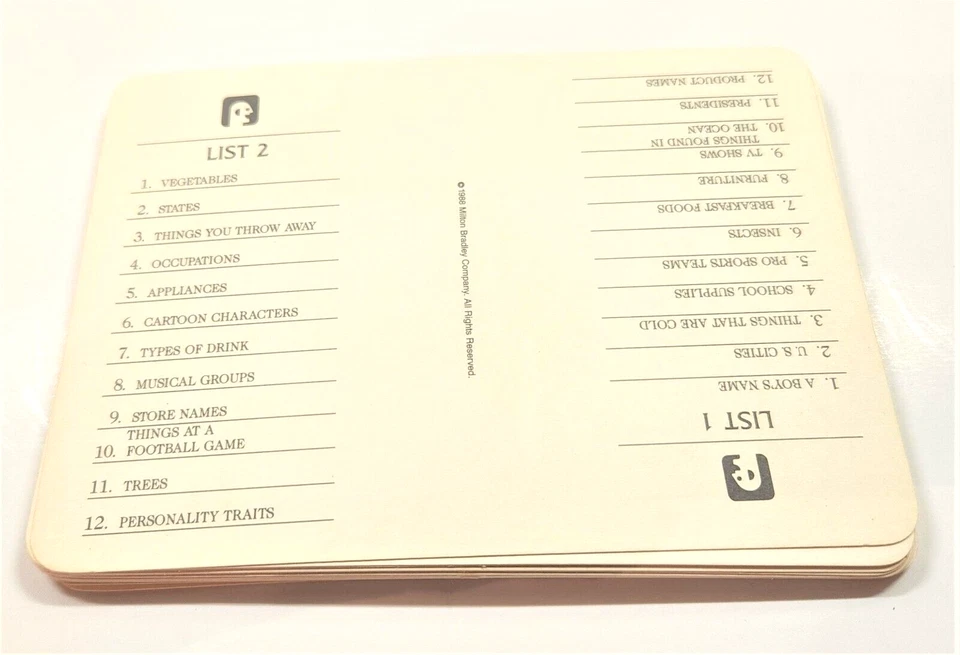 LIST 2
1. VEGETABLES
2. STATES
3. THINGS YOU THROW AWAY
4. OCCUPATIONS
5. APPLIANCES
6. CARTOON CHARACTERS
7. TYPES OF DRINK
8. MUSICAL GROUPS
9. STORE NAMES
THINGS AT A
10. FOOTBALL GAME
11. TREES
12. PERSONALITY TRAITS
© 1988 Milton Bradley Company. All Rights Reserved.
LIST 1
1. A BOY'S NAME
2. U. S. CITIES
3. THINGS THAT ARE COLD
4. SCHOOL SUPPLIES
5. PRO SPORTS TEAMS
6. INSECTS
7. BREAKFAST FOODS
8. FURNITURE
9. TV SHOWS
THINGS FOUND IN
10. THE OCEAN
11. PRESIDENTS
12. PRODUCT NAMES